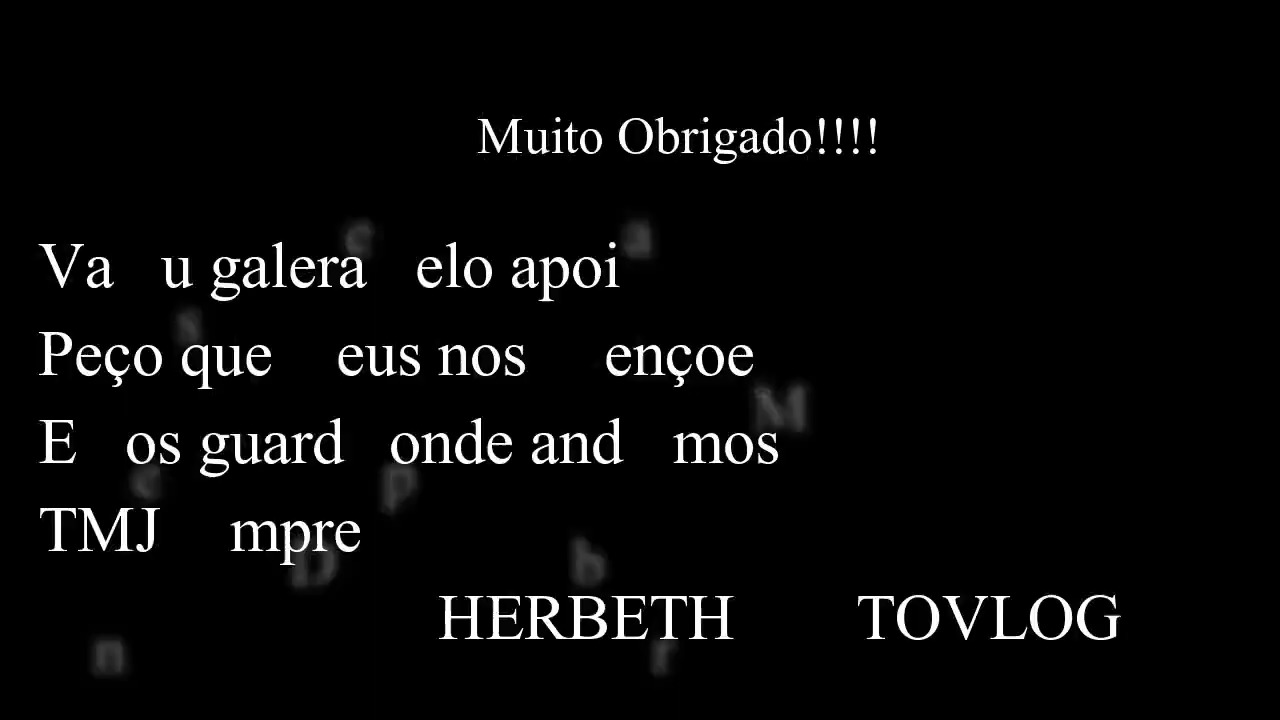 Muito Obrigado!!!!
Va u galera elo apoi
Peço que eus nos ençoe
E os guard onde and mos
TMJ mpre
HERBETH TOVLOG